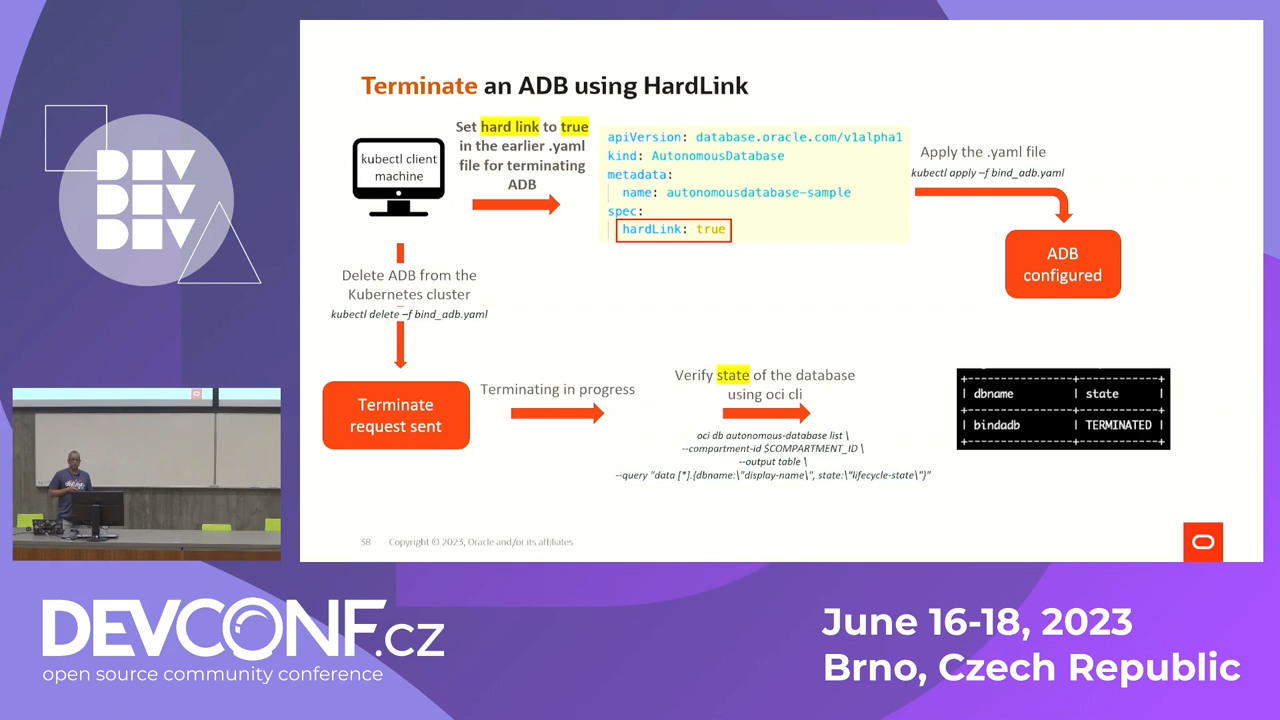 DEV
DEV
DEV
Terminate an ADB using HardLink
kubectl client
machine
Set hard link to true
in the earlier .yaml
file for terminating
ADB
apiVersion: database.oracle.com/v1alpha1
kind: AutonomousDatabase
metadata:
name: autonomousdatabase-sample
spec:
hardLink: true
Apply the .yaml file
kubectl apply –f bind_adb.yaml
ADB
configured
Delete ADB from the
Kubernetes cluster
kubectl delete –f bind_adb.yaml
Terminate
request sent
Terminating in progress
Verify state of the database
using oci cli
oci db autonomous-database list \
--compartment-id $COMPARTMENT_ID \
--output table \
--query "data [*].{dbname:\"display-name\", state:\"lifecycle-state\"}"
+---------------+-------------+
| dbname | state |
+---------------+-------------+
| bindadb | TERMINATED |
+---------------+-------------+
38 Copyright © 2023, Oracle and/or its affiliates
DEVCONF.cz
open source community conference
June 16-18, 2023
Brno, Czech Republic